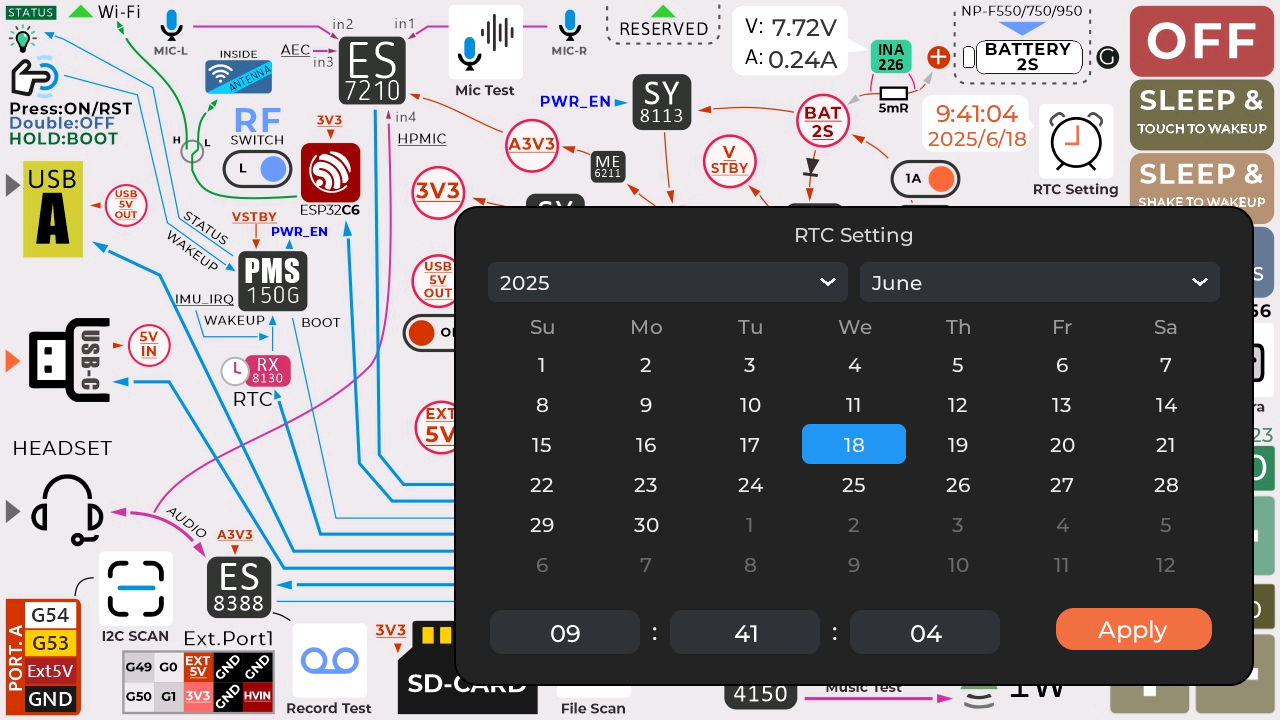 STATUS
Wi-Fi
MIC-L
in2
in1
AEC
in3
ES
7210
in4
HPMIC
Mic Test
MIC-R
RESERVED
V: 7.72V
A: 0.24A
INA
226
5mR
NP-F550/750/950
BATTERY
2S
G
OFF
Press:ON/RST
Double:OFF
HOLD:BOOT
INSIDE
ANTENNA
RF
SWITCH
H
L
L
3V3
ESP32C6
PWR_EN
SY
8113
BAT
2S
9:41:04
2025/6/18
RTC Setting
SLEEP &
TOUCH TO WAKEUP
SLEEP &
SHAKE TO WAKEUP
A3V3
ME
6211
V
STBY
1A
3V3
USB
A
USB
5V
OUT
STATUS
WAKEUP
VSTBY
PWR_EN
PMS
150G
IMU_IRQ
WAKEUP
BOOT
USB
5V
OUT
USB-C
5V
IN
RX
8130
RTC
EXT
5V
HEADSET
AUDIO
A3V3
ES
8388
RTC Setting
2025
June
Su Mo Tu We Th Fr Sa
1 2 3 4 5 6 7
8 9 10 11 12 13 14
15 16 17 18 19 20 21
22 23 24 25 26 27 28
29 30 1 2 3 4 5
6 7 8 9 10 11 12
09 : 41 : 04
Apply
PORT. A
G54
G53
Ext5V
GND
I2C SCAN
Ext.Port1
G49 G0 EXT 5V GND GND
G50 G1 3V3 GND HVIN
Record Test
3V3
SD-CARD
File Scan
4150
Music Test
1W